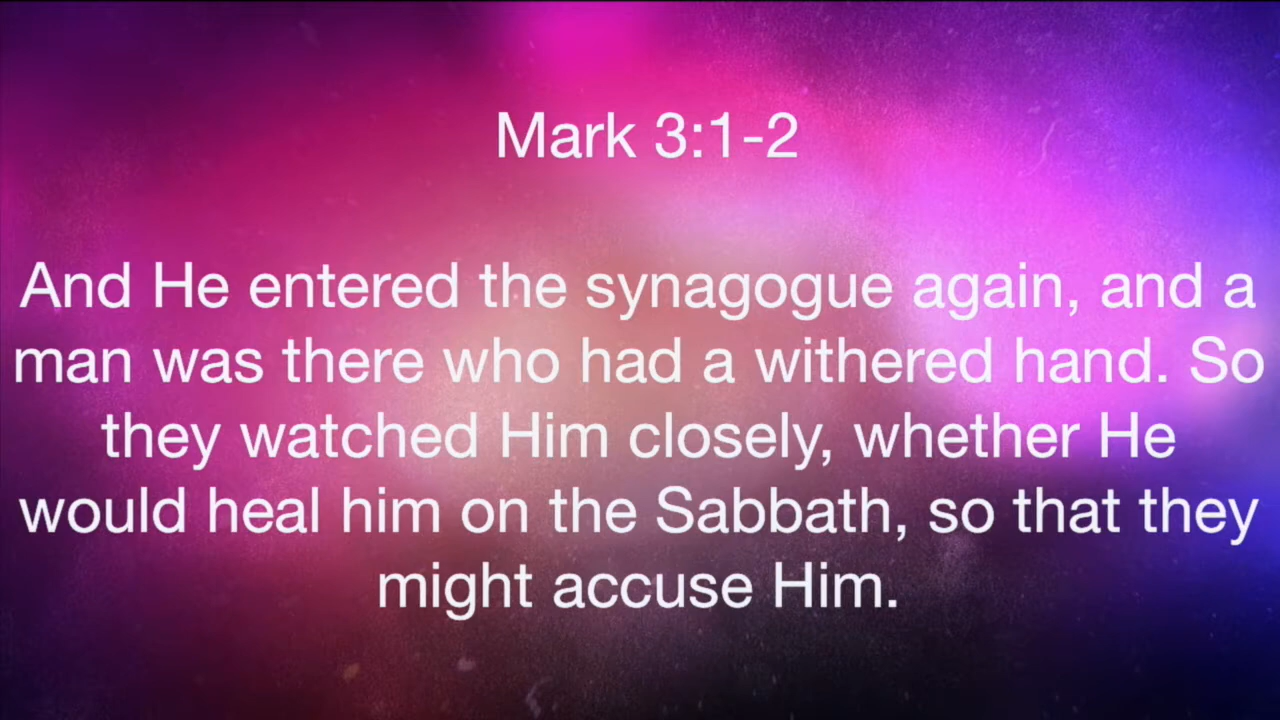 Mark 3:1-2
And He entered the synagogue again, and a
man was there who had a withered hand. So
they watched Him closely, whether He
would heal him on the Sabbath, so that they
might accuse Him.